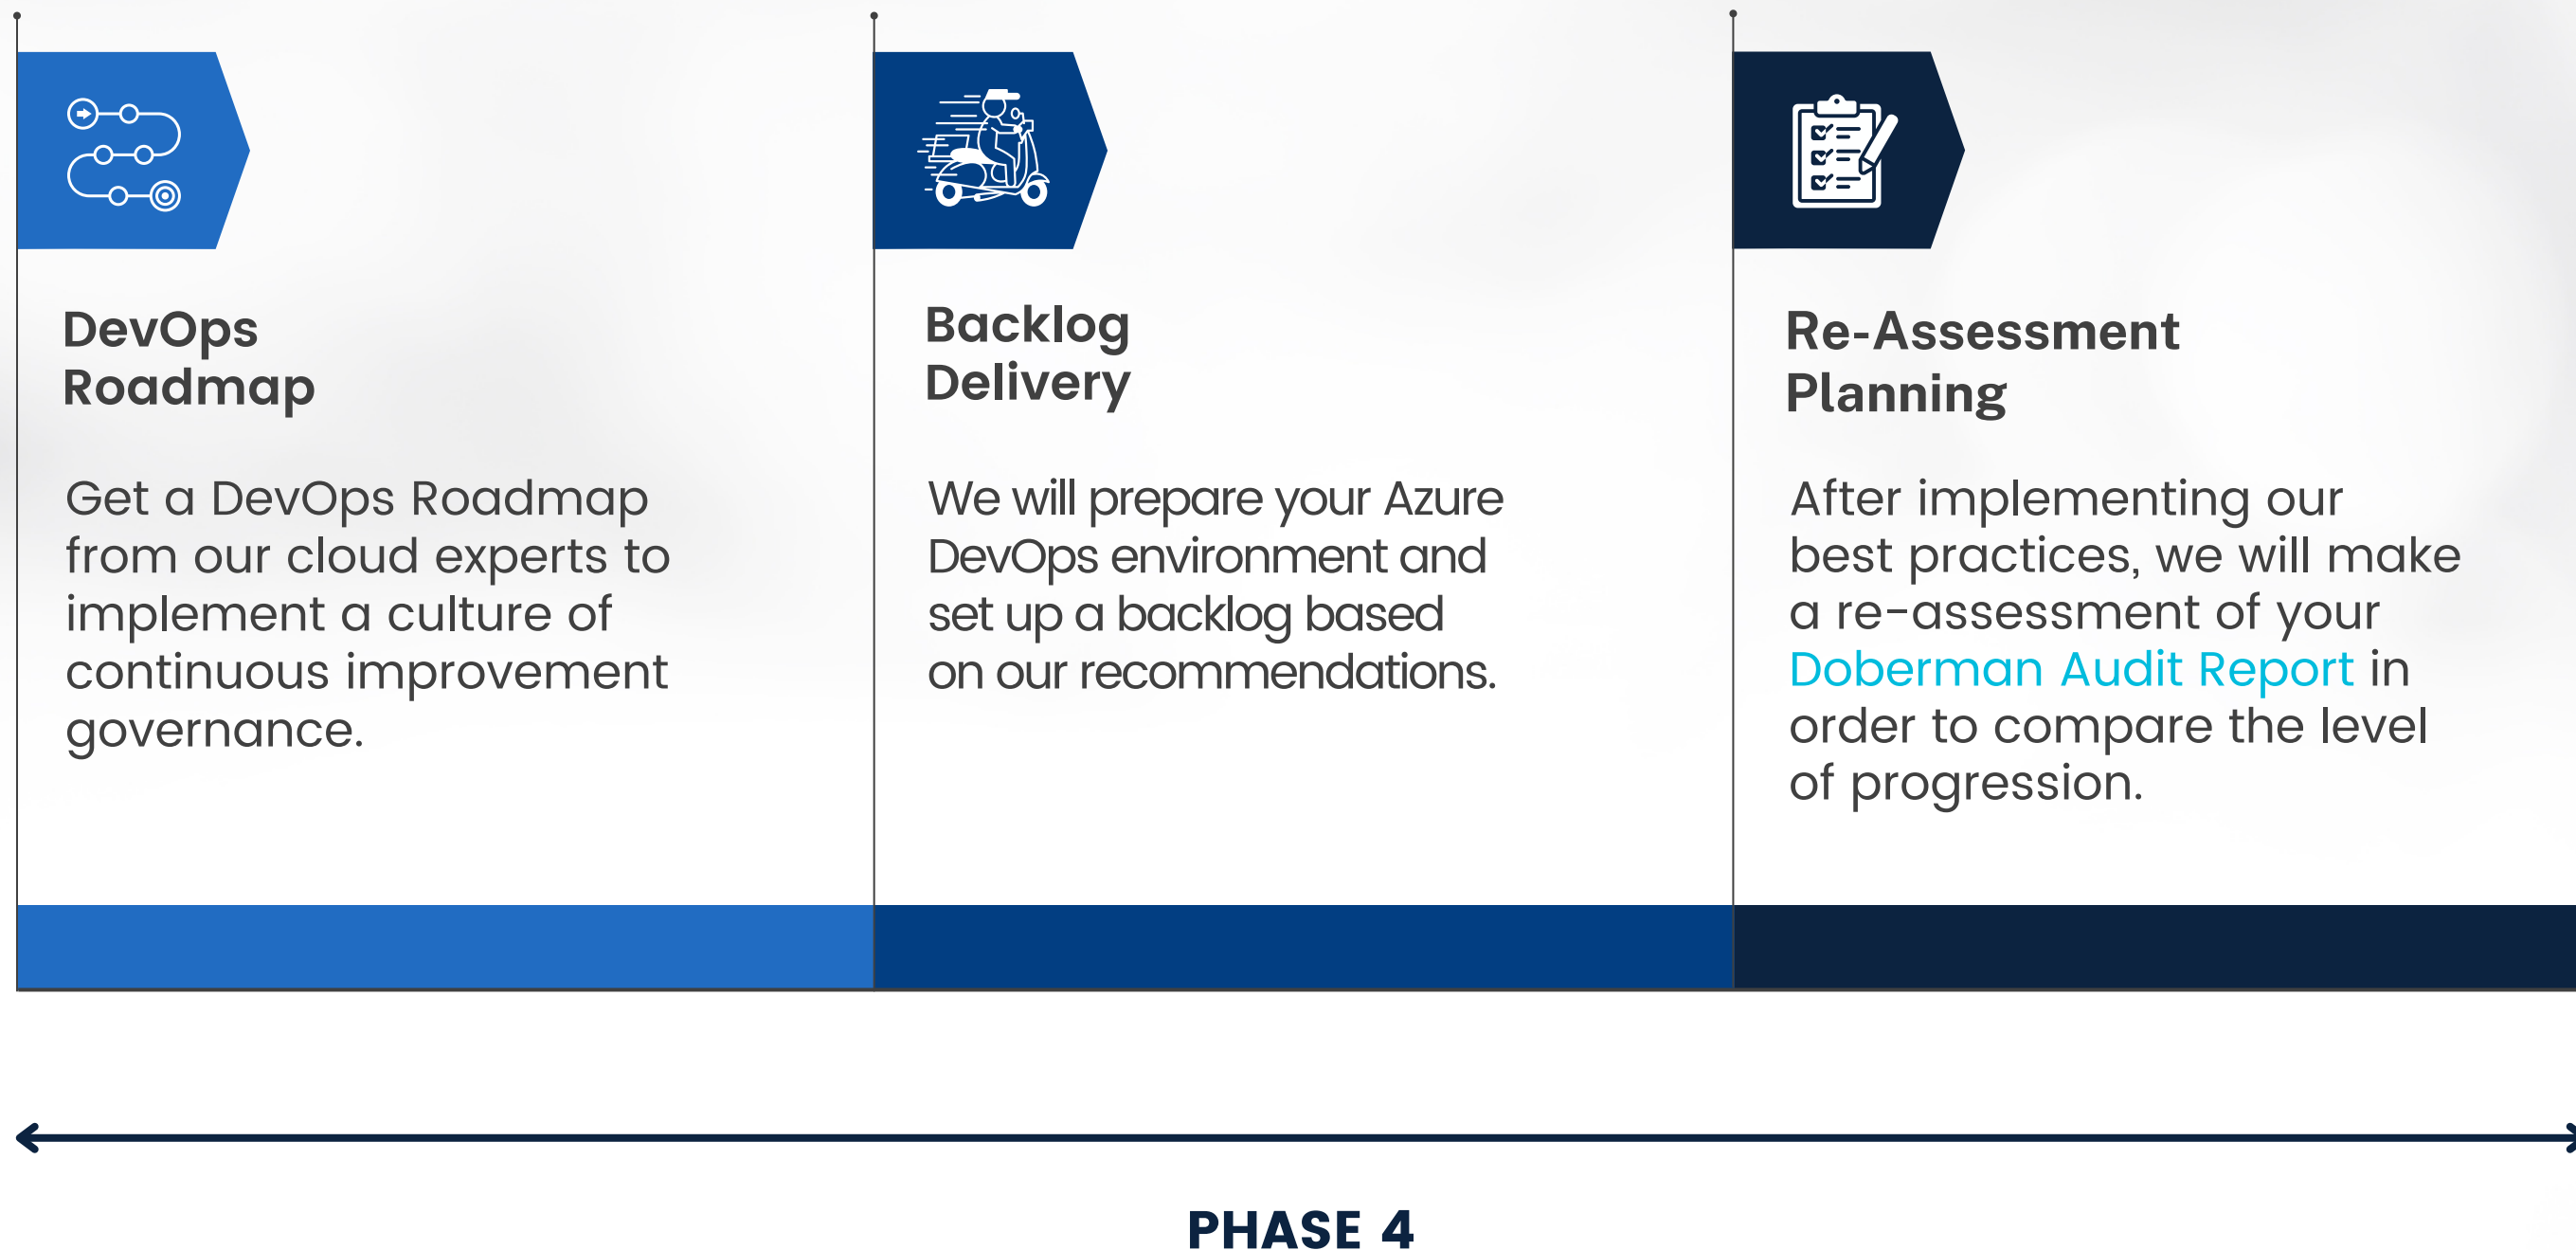 DevOps
Roadmap
Get a DevOps Roadmap
from our cloud experts to
implement a culture of
continuous improvement
governance.
Backlog
Delivery
We will prepare your Azure
DevOps environment and
set up a backlog based
on our recommendations.
Re-Assessment
Planning
After implementing our
best practices, we will make
a re-assessment of your
Doberman Audit Report in
order to compare the level
of progression.
PHASE 4